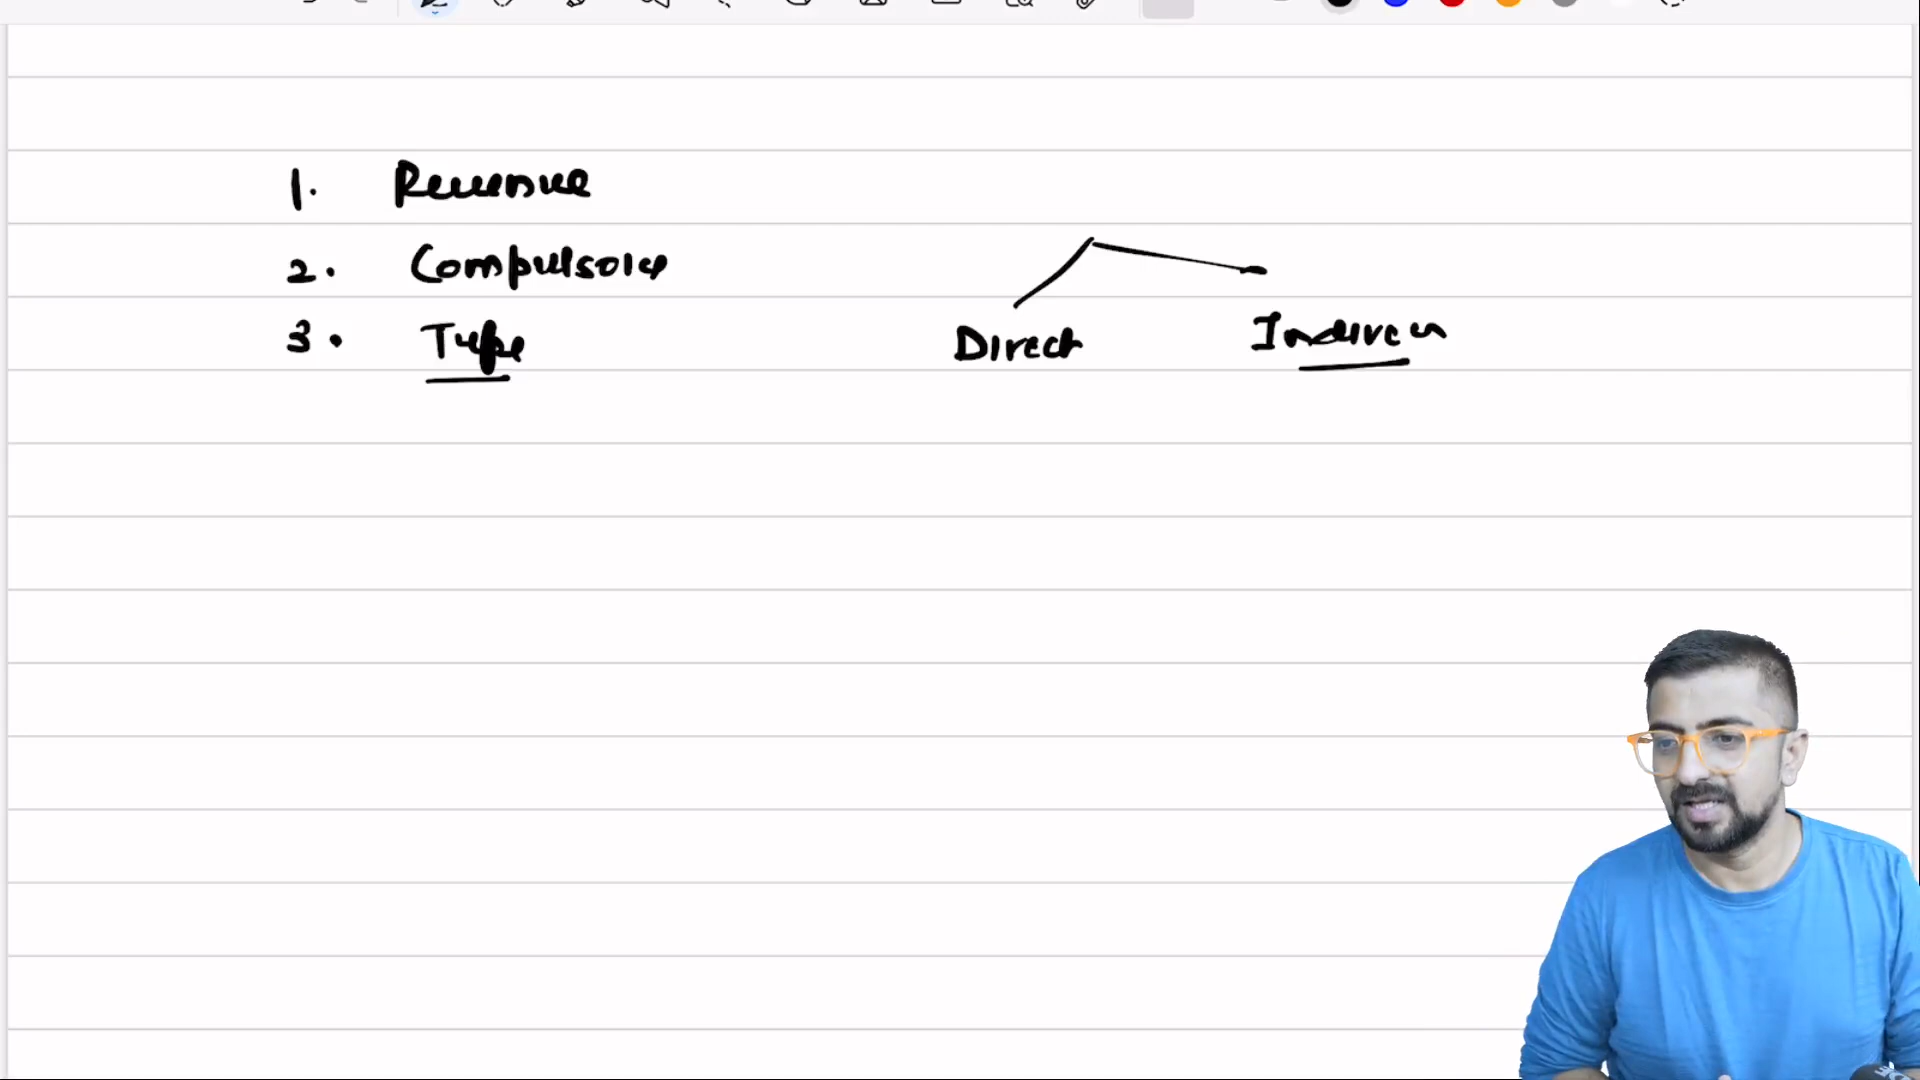 1. Revenue
2. Compulsory
3. Type
Direct
Indirect